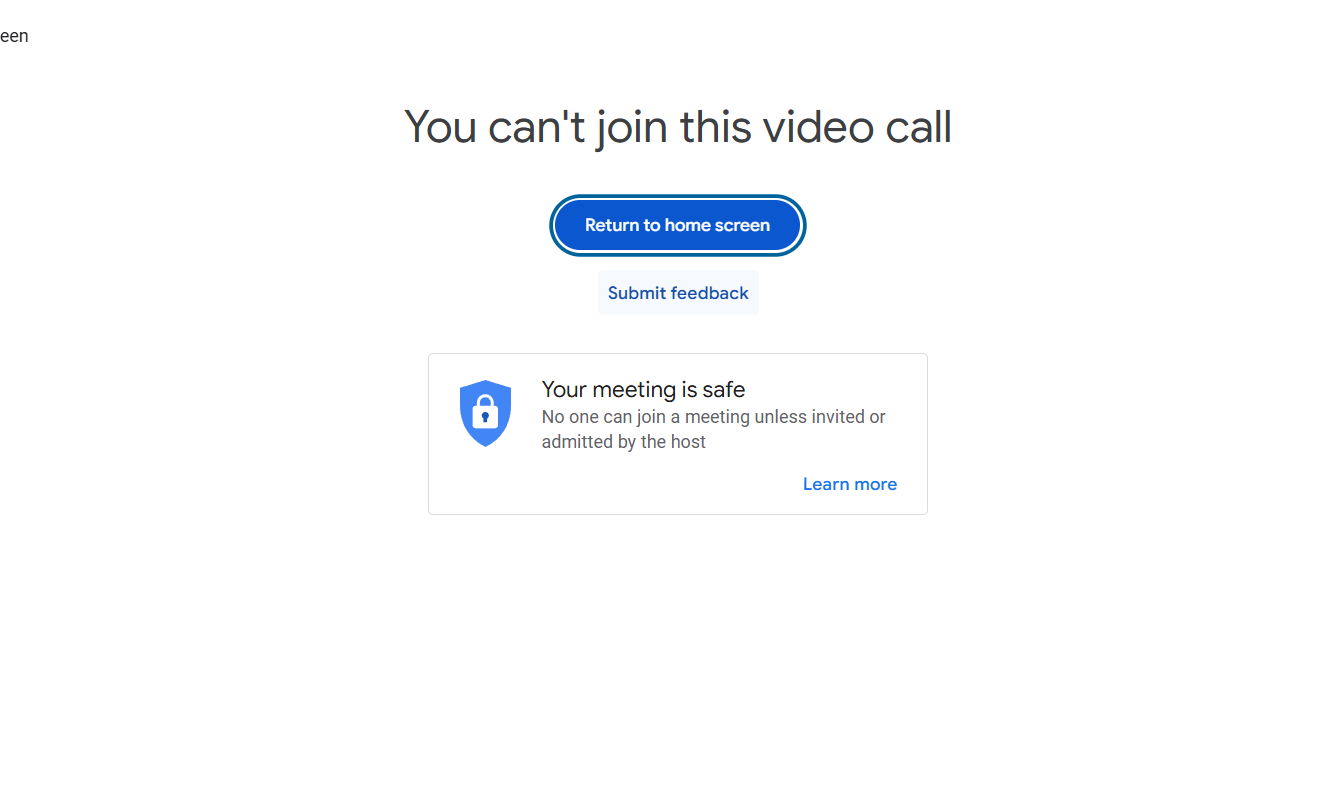 een
You can't join this video call
Return to home screen
Submit feedback
Your meeting is safe
No one can join a meeting unless invited or
admitted by the host
Learn more